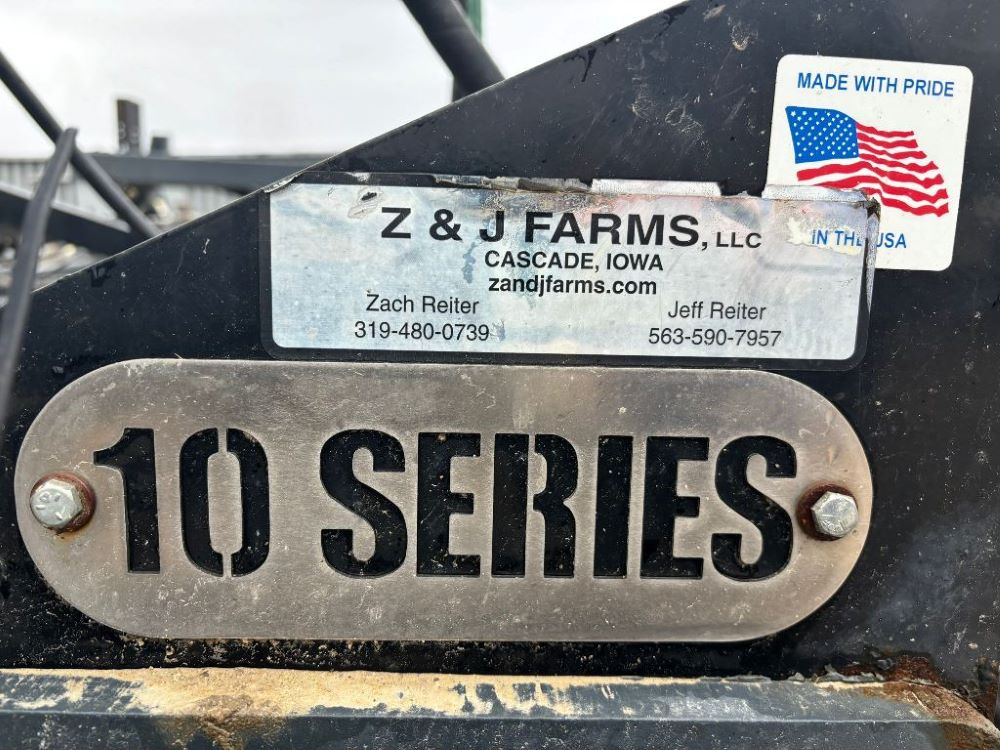 MADE WITH PRIDE
IN THE USA
Z & J FARMS, LLC
CASCADE, IOWA
zandjfarms.com
Zach Reiter
319-480-0739
Jeff Reiter
563-590-7957
10 SERIES